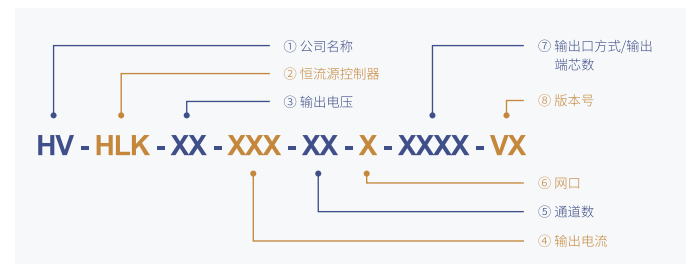 ① 公司名称
② 恒流源控制器
③ 输出电压
⑦ 输出口方式/输出
端芯数
⑧ 版本号
HV - HLK - XX - XXX - XX - X - XXXX - VX
⑥ 网口
⑤ 通道数
④ 输出电流